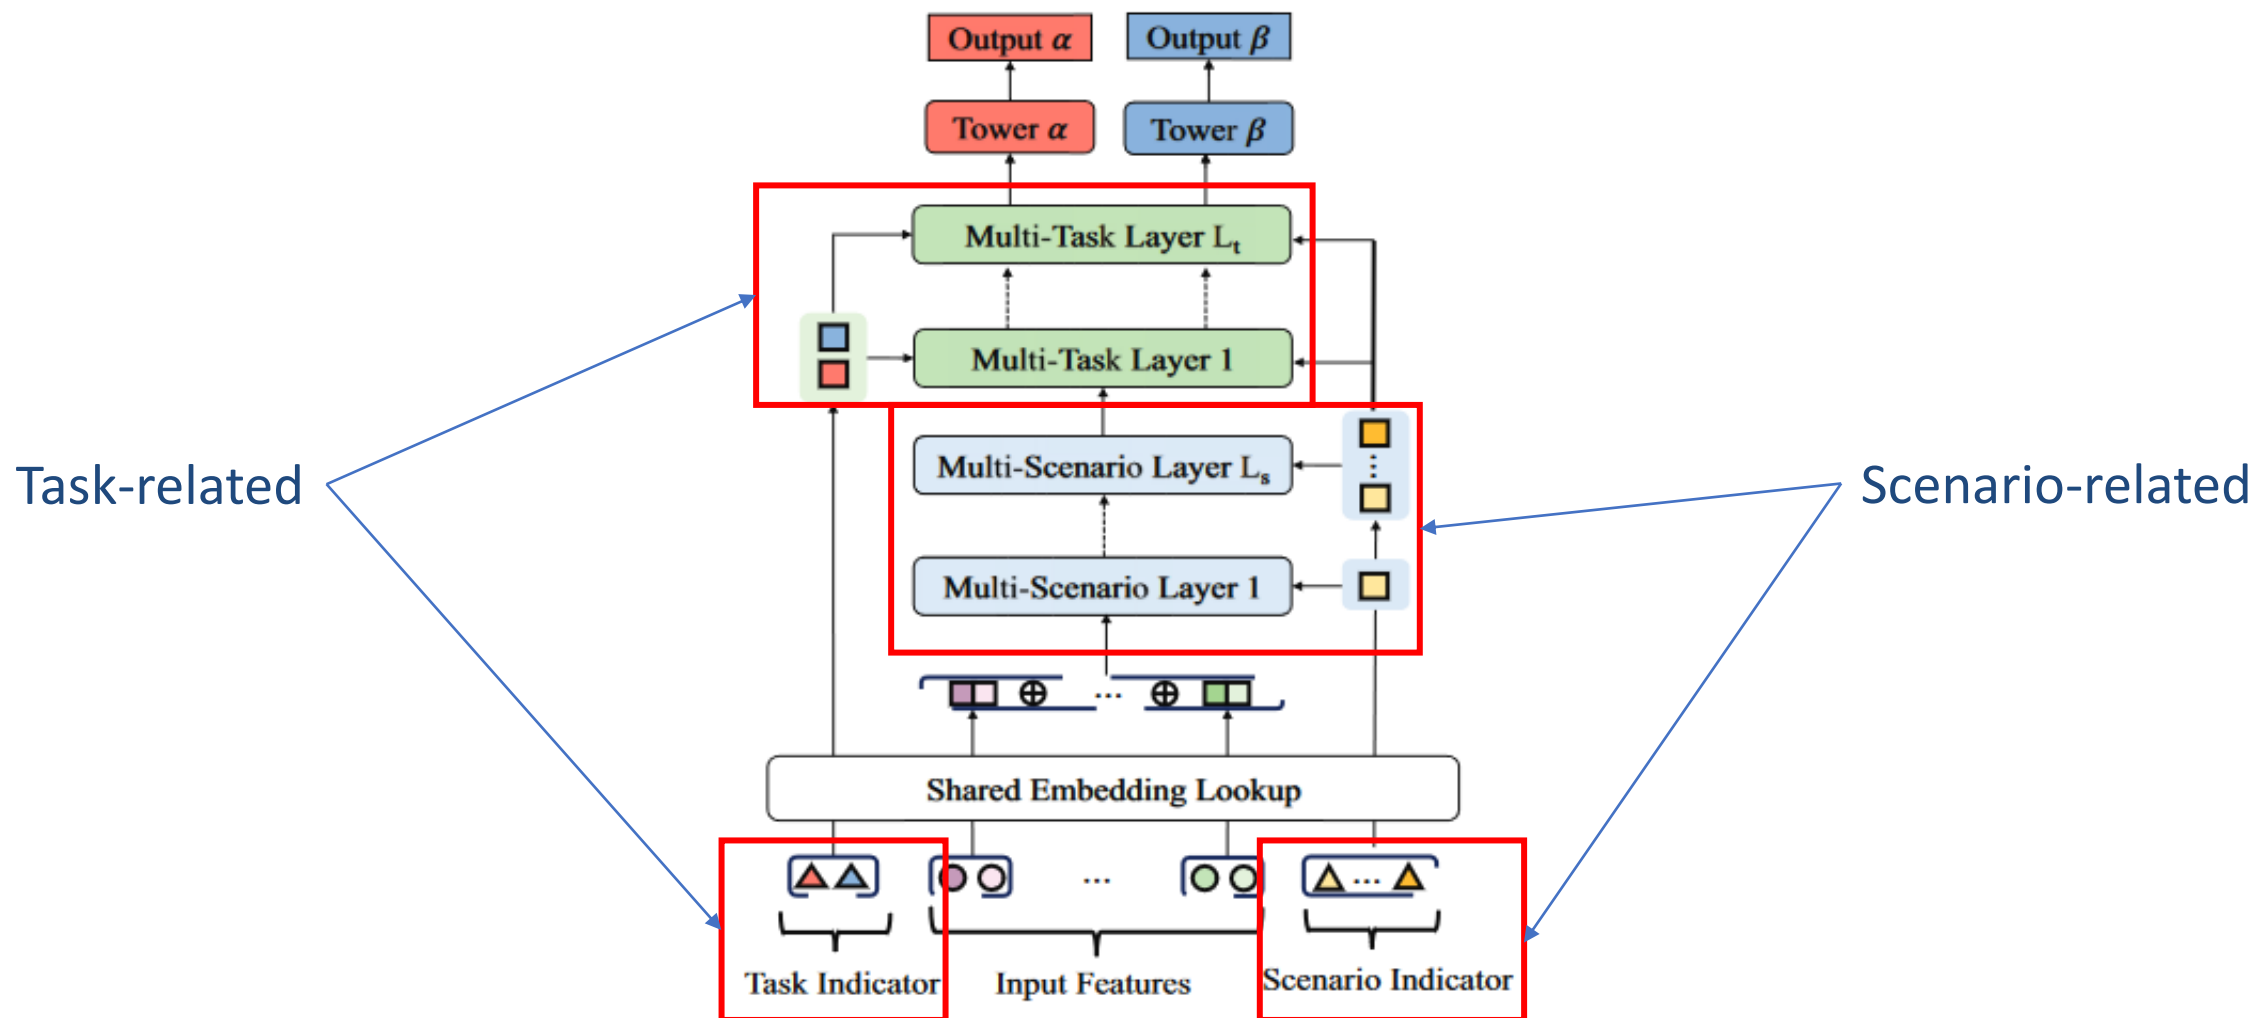 Output α
Output β
Tower α
Tower β
Multi-Task Layer Lt
Multi-Task Layer 1
Task-related
Multi-Scenario Layer Ls
Scenario-related
Multi-Scenario Layer 1
...
Shared Embedding Lookup
...
...
Task Indicator
Input Features
Scenario Indicator